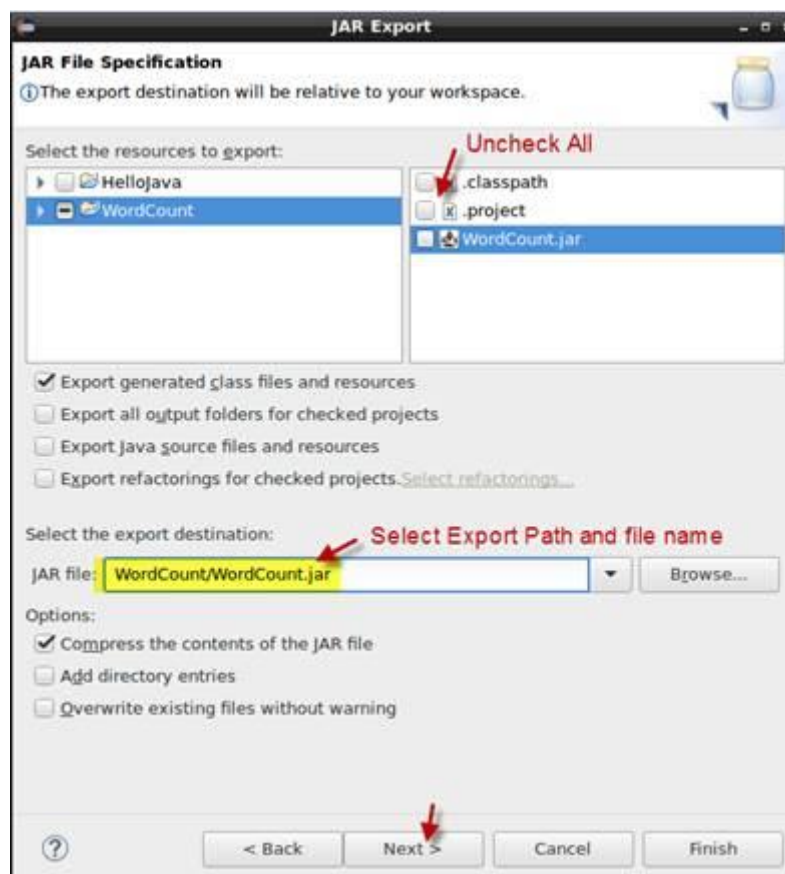 JAR Export
JAR File Specification
The export destination will be relative to your workspace.
Uncheck All
Select the resources to export:
HelloJava
WordCount
.classpath
.project
WordCount.jar
Export generated class files and resources
Export all output folders for checked projects
Export Java source files and resources
Export refactorings for checked projects. Select refactorings...
Select the export destination:
Select Export Path and file name
JAR file: WordCount/WordCount.jar
Browse...
Options:
Compress the contents of the JAR file
Add directory entries
Overwrite existing files without warning
< Back
Next >
Cancel
Finish